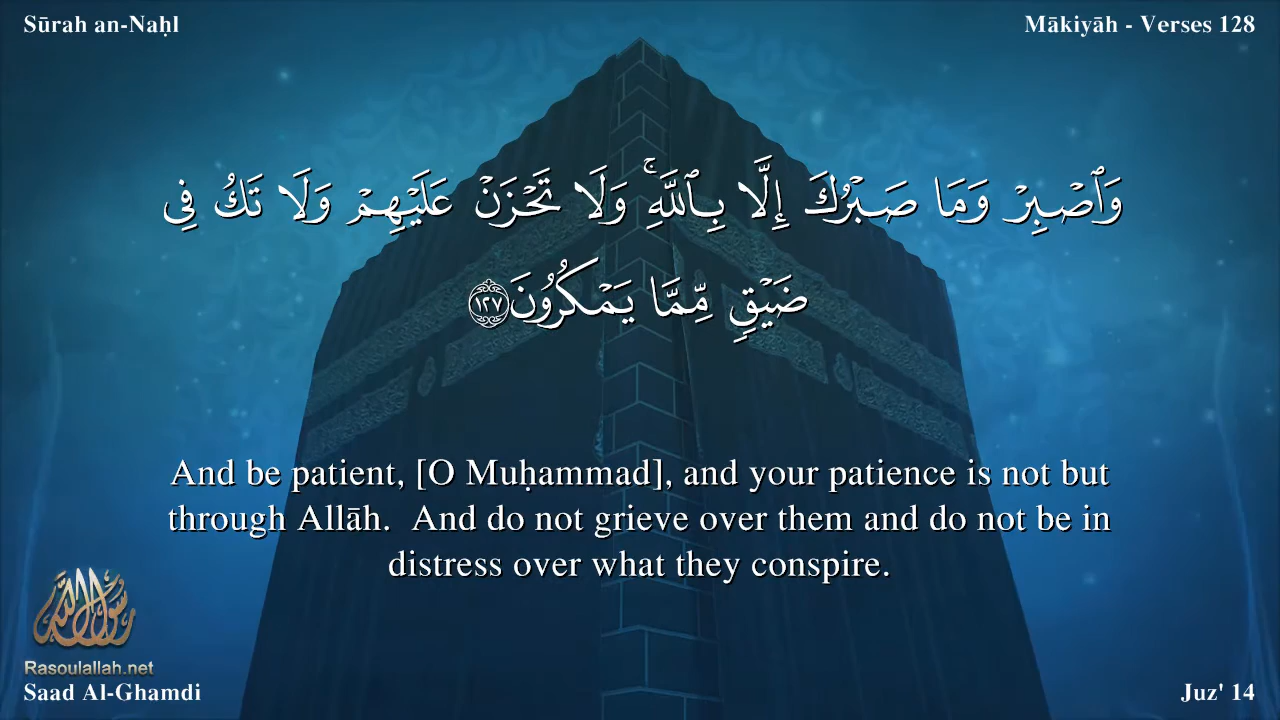 Sūrah an-Naḥl
Mākiyāh - Verses 128
وَٱصْبِرْ وَمَا صَبْرُكَ إِلَّا بِٱللَّهِ ۚ وَلَا تَحْزَنْ عَلَيْهِمْ وَلَا تَكُ فِى
ضَيْقٍ مِّمَّا يَمْكُرُونَ ١٢٧
And be patient, [O Muḥammad], and your patience is not but
through Allāh. And do not grieve over them and do not be in
distress over what they conspire.
رسول الله
Rasoulallah.net
Saad Al-Ghamdi
Juz' 14